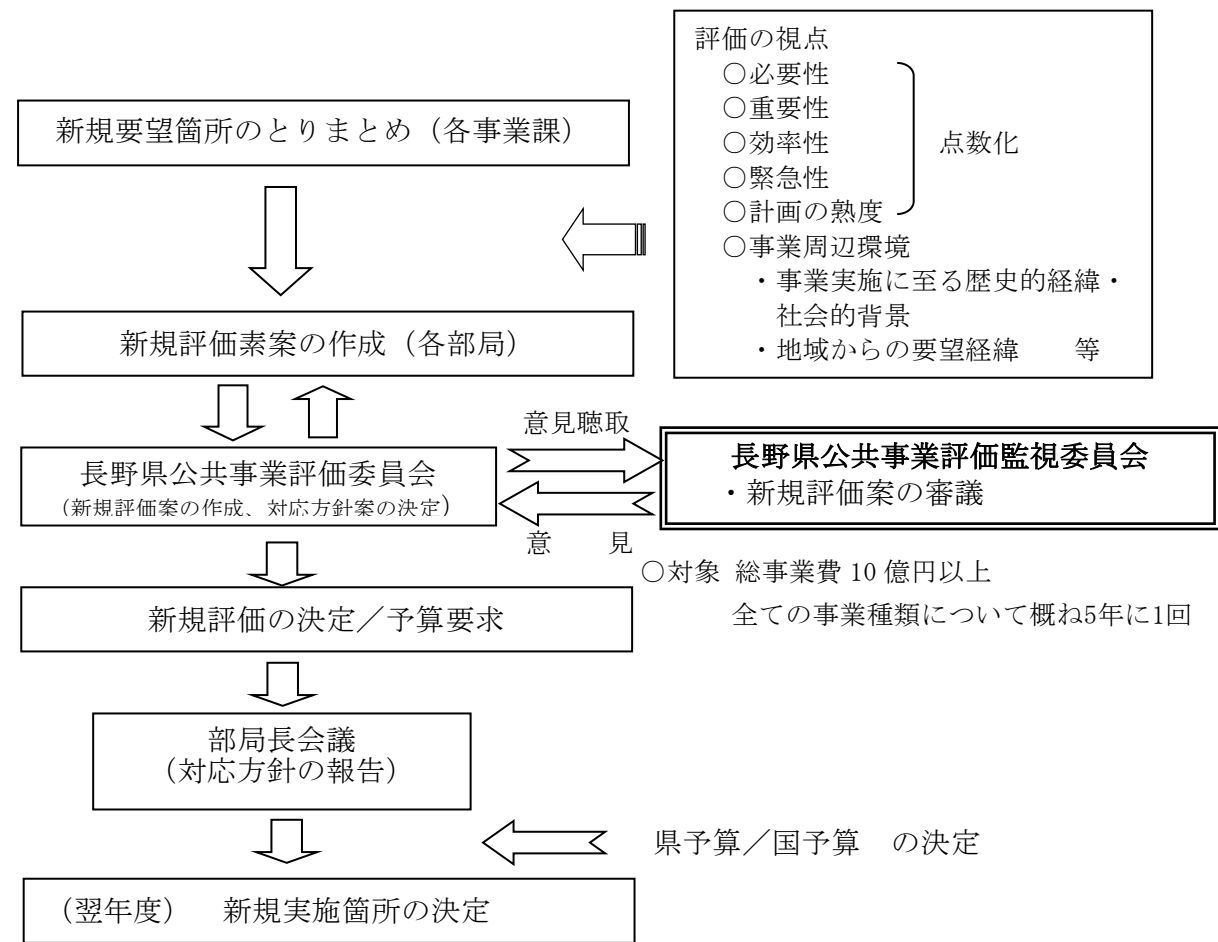 評価の視点
○必要性
○重要性
○効率性
○緊急性
○計画の熟度
点数化
○事業周辺環境
・事業実施に至る歴史的経緯・
社会的背景
・地域からの要望経緯　等
新規要望箇所のとりまとめ（各事業課）
新規評価素案の作成（各部局）
長野県公共事業評価委員会
（新規評価案の作成、対応方針案の決定）
意見聴取
意　見
長野県公共事業評価監視委員会
・新規評価案の審議
○対象 総事業費 10 億円以上
全ての事業種類について概ね5年に1回
新規評価の決定／予算要求
部局長会議
（対応方針の報告）
県予算／国予算　の決定
（翌年度）　新規実施箇所の決定